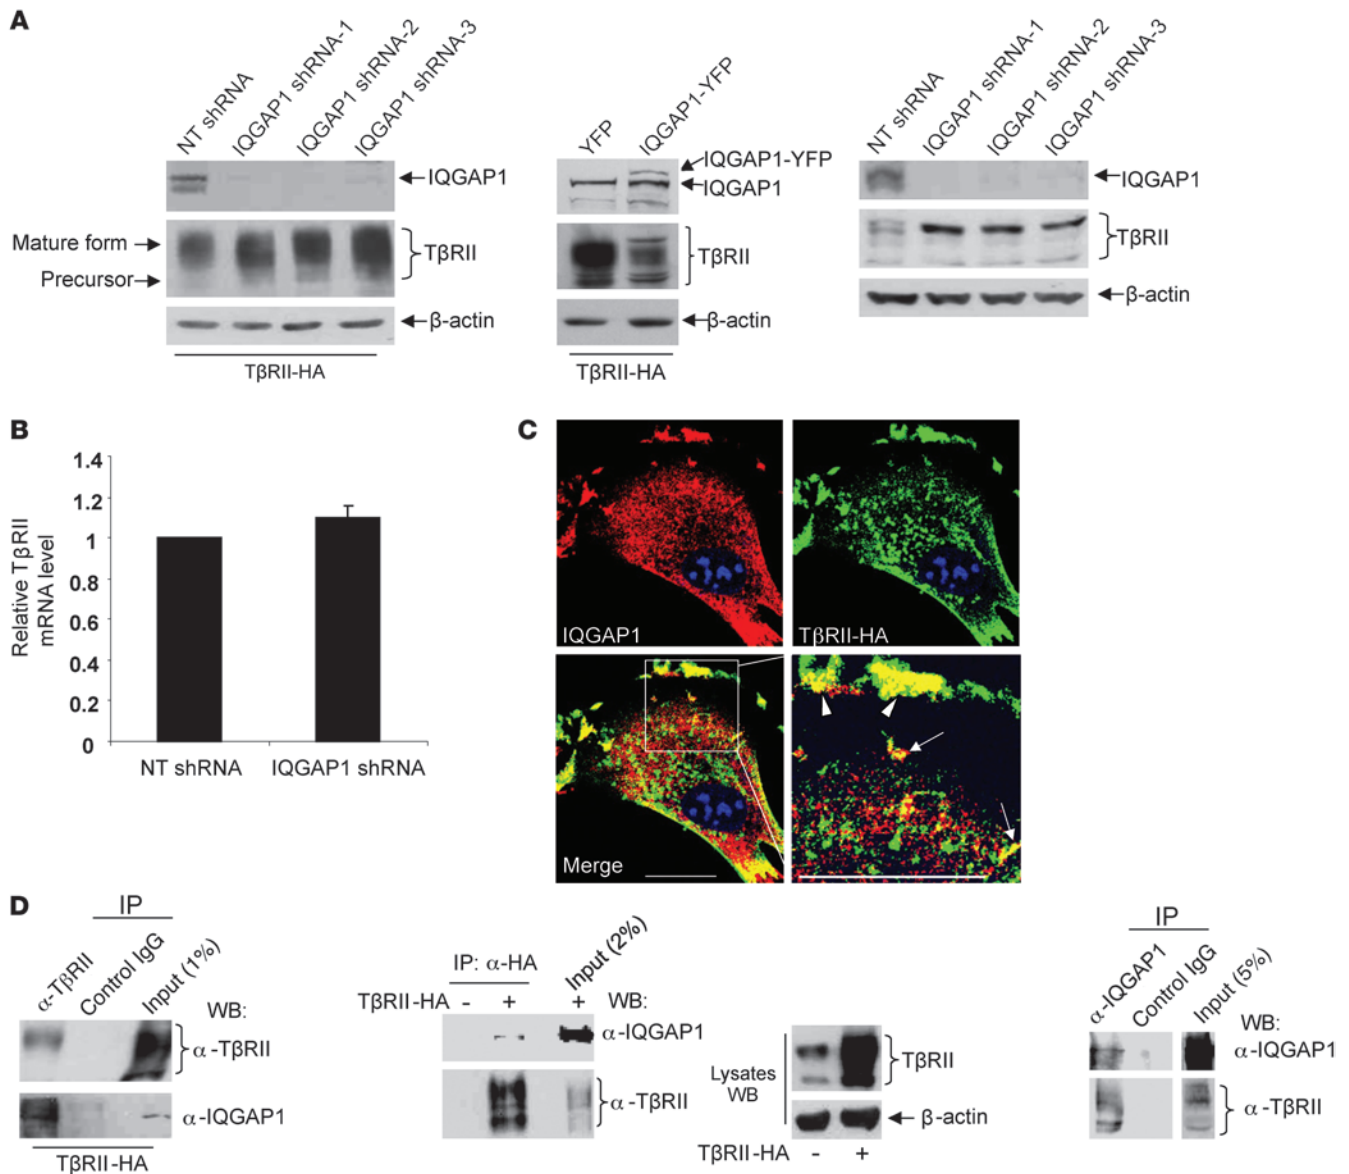 A
NT shRNA
IQGAP1 shRNA-1
IQGAP1 shRNA-2
IQGAP1 shRNA-3
IQGAP1
Mature form
Precursor
TβRII
β-actin
TβRII-HA
YFP
IQGAP1-YFP
IQGAP1-YFP
IQGAP1
TβRII
β-actin
TβRII-HA
NT shRNA
IQGAP1 shRNA-1
IQGAP1 shRNA-2
IQGAP1 shRNA-3
IQGAP1
TβRII
β-actin
B
Relative TβRII
mRNA level
1.4
1.2
1
0.8
0.6
0.4
0.2
0
NT shRNA
IQGAP1 shRNA
C
IQGAP1
TβRII-HA
Merge
D
IP
α-TβRII
Control IgG
Input (1%)
WB:
α-TβRII
α-IQGAP1
TβRII-HA
IP: α-HA
Input (2%)
TβRII-HA - + + WB:
α-IQGAP1
α-TβRII
Lysates
WB
TβRII
β-actin
TβRII-HA - +
IP
α-IQGAP1
Control IgG
Input (5%)
WB:
α-IQGAP1
α-TβRII